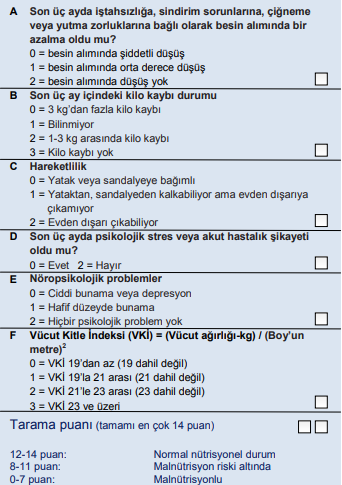 A Son üç ayda iştahsızlığa, sindirim sorunlarına, çiğneme
veya yutma zorluklarına bağlı olarak besin alımında bir
azalma oldu mu?
0 = besin alımında şiddetli düşüş
1 = besin alımında orta derece düşüş
2 = besin alımında düşüş yok
B Son üç ay içindeki kilo kaybı durumu
0 = 3 kg'dan fazla kilo kaybı
1 = Bilinmiyor
2 = 1-3 kg arasında kilo kaybı
3 = Kilo kaybı yok
C Hareketlilik
0 = Yatak veya sandalyeye bağımlı
1 = Yataktan, sandalyeden kalkabiliyor ama evden dışarıya
çıkamıyor
2 = Evden dışarı çıkabiliyor
D Son üç ayda psikolojik stres veya akut hastalık şikayeti
oldu mu?
0 = Evet 2 = Hayır
E Nöropsikolojik problemler
0 = Ciddi bunama veya depresyon
1 = Hafif düzeyde bunama
2 = Hiçbir psikolojik problem yok
F Vücut Kitle İndeksi (VKİ) = (Vücut ağırlığı-kg) / (Boy'un
metre)²
0 = VKİ 19'dan az (19 dahil değil)
1 = VKİ 19'la 21 arası (21 dahil değil)
2 = VKİ 21'le 23 arası (23 dahil değil)
3 = VKİ 23 ve üzeri
Tarama puanı (tamamı en çok 14 puan)
12-14 puan: Normal nütrisyonel durum
8-11 puan: Malnütrisyon riski altında
0-7 puan: Malnütrisyonlu